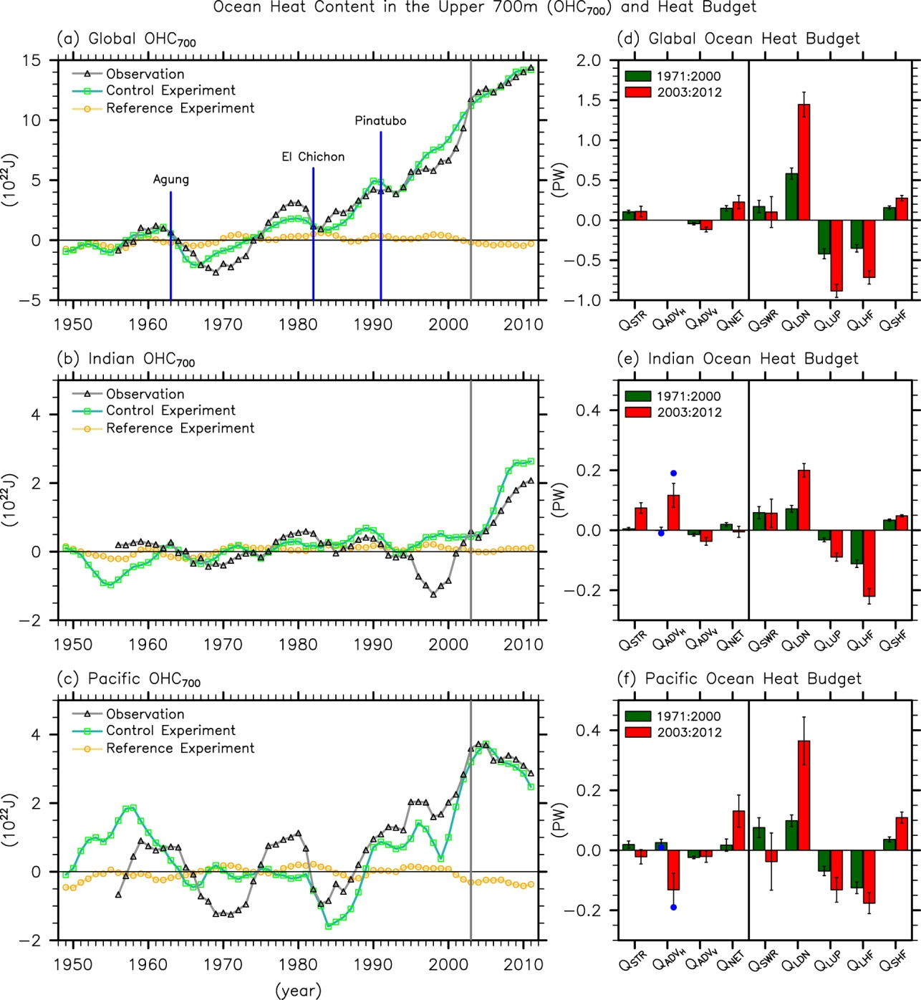 Ocean Heat Content in the Upper 700m (OHC700) and Heat Budget
(a) Global OHC700
15
10
5
0
−5
(10^22J)
Observation
Control Experiment
Reference Experiment
Agung
El Chichon
Pinatubo
1950 1960 1970 1980 1990 2000 2010
(d) Glabal Ocean Heat Budget
2.0
1.5
1.0
0.5
0.0
−0.5
−1.0
(PW)
1971:2000
2003:2012
QSTR QADVH QADVV QNET QSWR QLDN QLUP QLHF QSHF
(b) Indian OHC700
4
2
0
−2
(10^22J)
Observation
Control Experiment
Reference Experiment
1950 1960 1970 1980 1990 2000 2010
(e) Indian Ocean Heat Budget
0.4
0.2
0.0
−0.2
(PW)
1971:2000
2003:2012
QSTR QADVH QADVV QNET QSWR QLDN QLUP QLHF QSHF
(c) Pacific OHC700
4
2
0
−2
(10^22J)
Observation
Control Experiment
Reference Experiment
1950 1960 1970 1980 1990 2000 2010
(year)
(f) Pacific Ocean Heat Budget
0.4
0.2
0.0
−0.2
(PW)
1971:2000
2003:2012
QSTR QADVH QADVV QNET QSWR QLDN QLUP QLHF QSHF